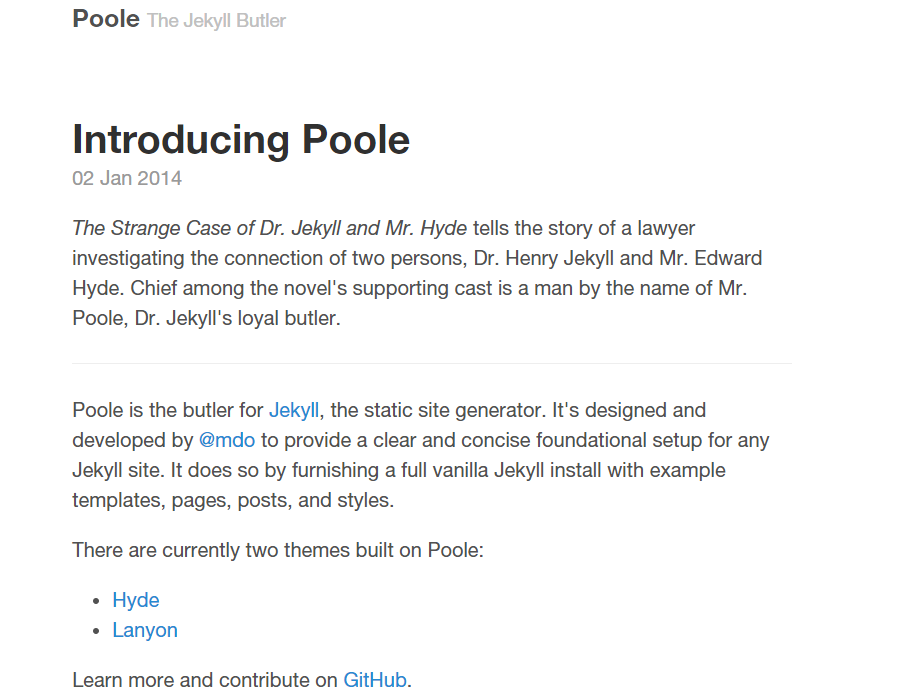 Poole The Jekyll Butler
Introducing Poole
02 Jan 2014
The Strange Case of Dr. Jekyll and Mr. Hyde tells the story of a lawyer
investigating the connection of two persons, Dr. Henry Jekyll and Mr. Edward
Hyde. Chief among the novel's supporting cast is a man by the name of Mr.
Poole, Dr. Jekyll's loyal butler.
Poole is the butler for Jekyll, the static site generator. It's designed and
developed by @mdo to provide a clear and concise foundational setup for any
Jekyll site. It does so by furnishing a full vanilla Jekyll install with example
templates, pages, posts, and styles.
There are currently two themes built on Poole:
• Hyde
• Lanyon
Learn more and contribute on GitHub.